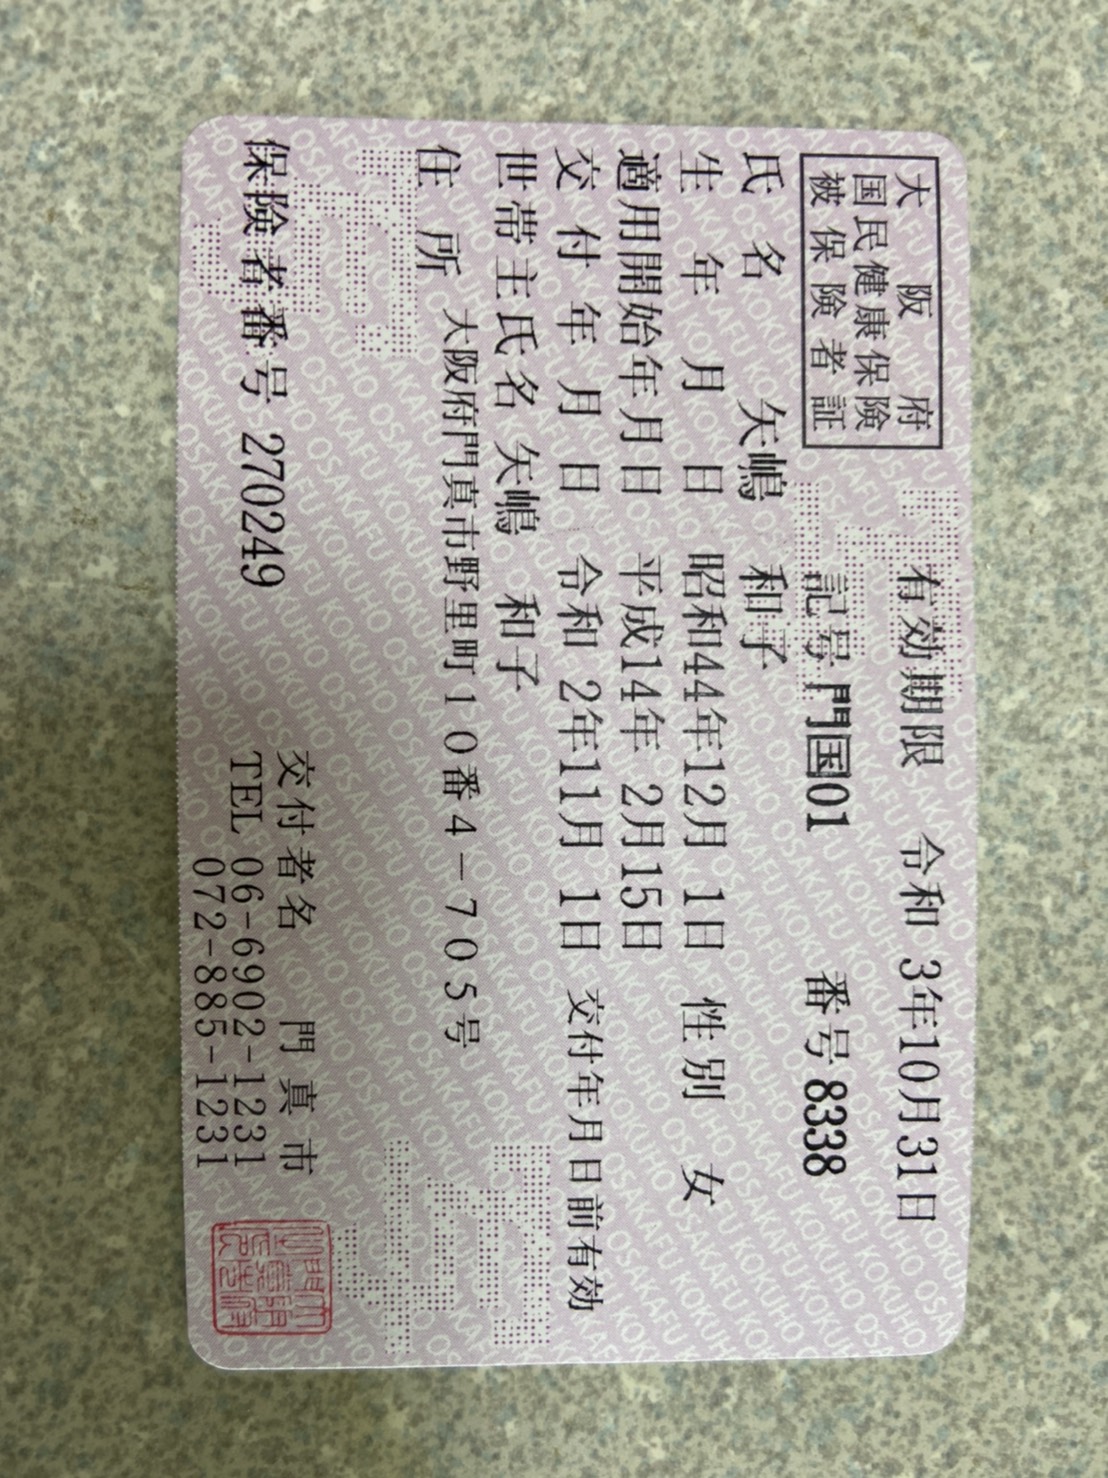 大阪府
国民健康保険
被保険者証
有効期限 令和 3年10月31日
記号 門国01 番号 8338
氏名 矢嶋 和子
生年月日 昭和44年12月 1日 性別 女
適用開始年月日 平成14年 2月15日
交付年月日 令和 2年11月 1日 交付年月日前有効
世帯主氏名 矢嶋 和子
住所 大阪府門真市野里町10番4-705号
保険者番号 270249
交付者名 門真市
TEL 06-6902-1231
072-885-1231